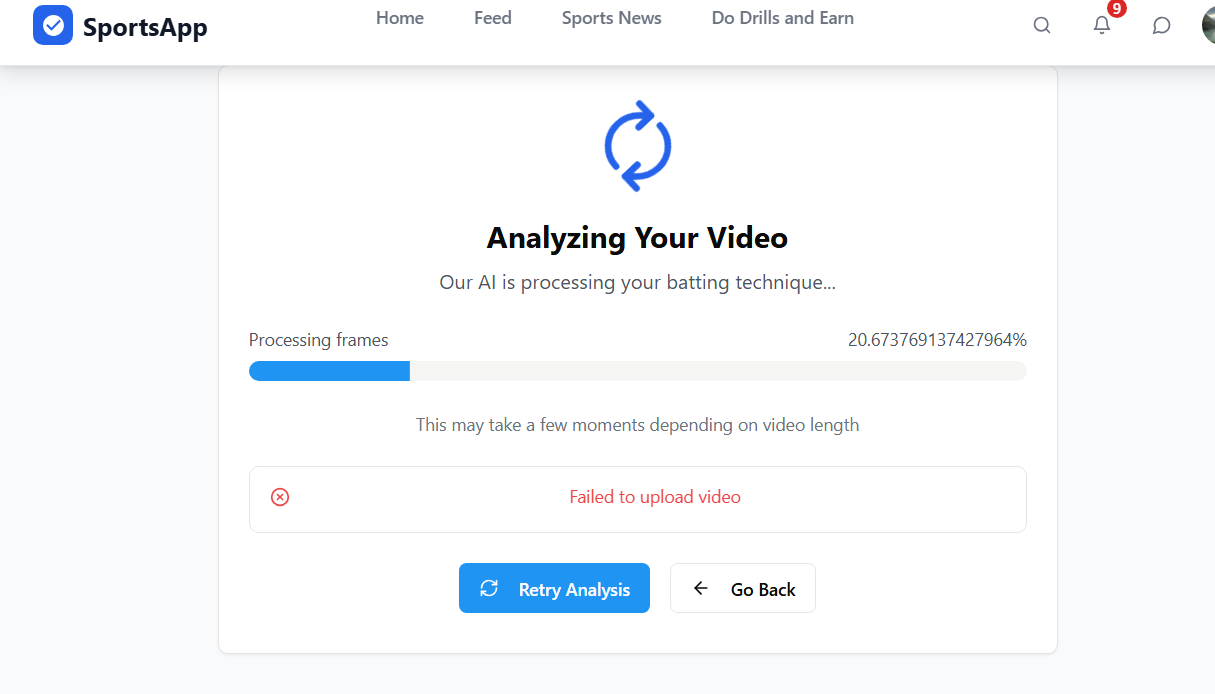 SportsApp
Home Feed Sports News Do Drills and Earn
9
Analyzing Your Video
Our AI is processing your batting technique...
Processing frames 20.673769137427964%
This may take a few moments depending on video length
Failed to upload video
Retry Analysis Go Back